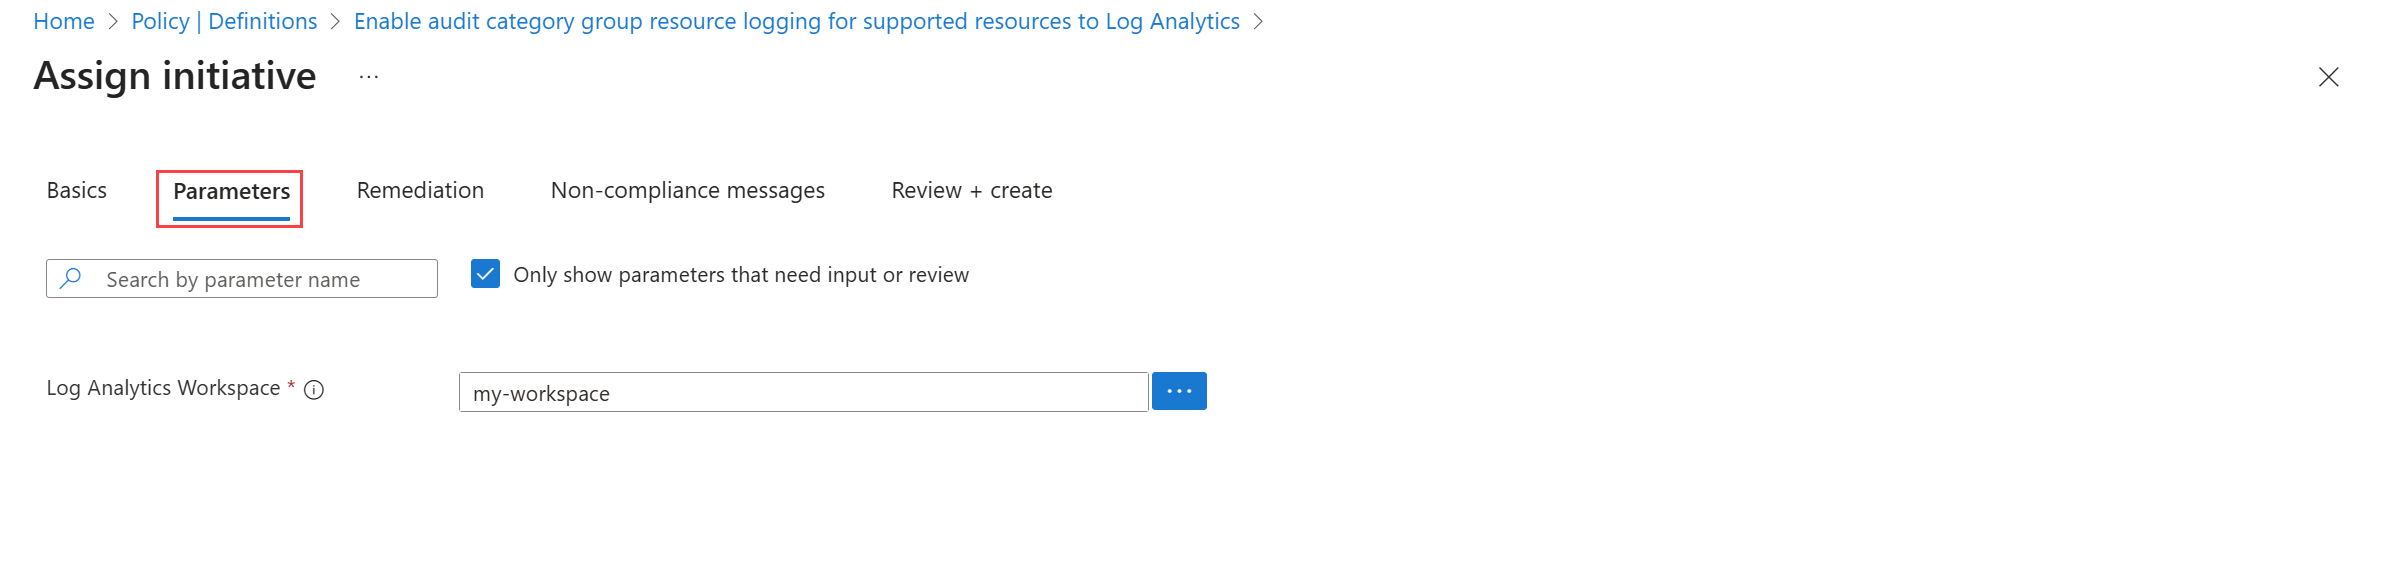 Home > Policy | Definitions > Enable audit category group resource logging for supported resources to Log Analytics >
Assign initiative ...
Basics Parameters Remediation Non-compliance messages Review + create
Search by parameter name Only show parameters that need input or review
Log Analytics Workspace * my-workspace ...